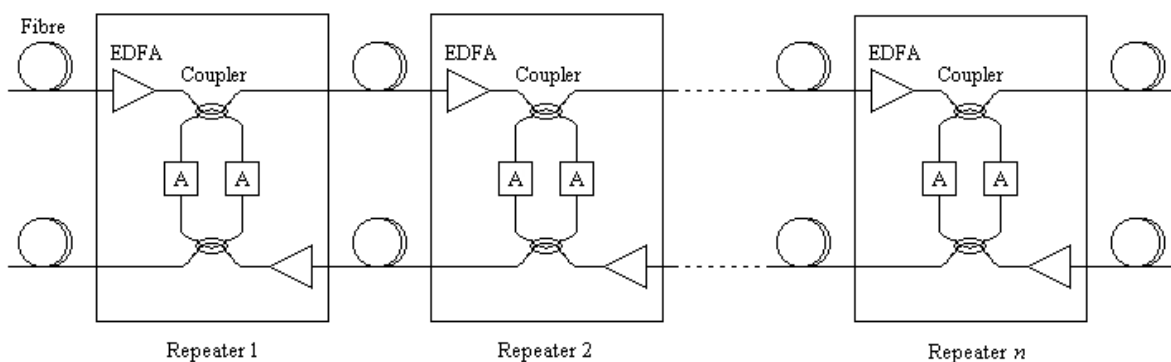 Fibre
EDFA
Coupler
A A
EDFA
Coupler
A A
EDFA
Coupler
A A
Repeater 1
Repeater 2
Repeater n